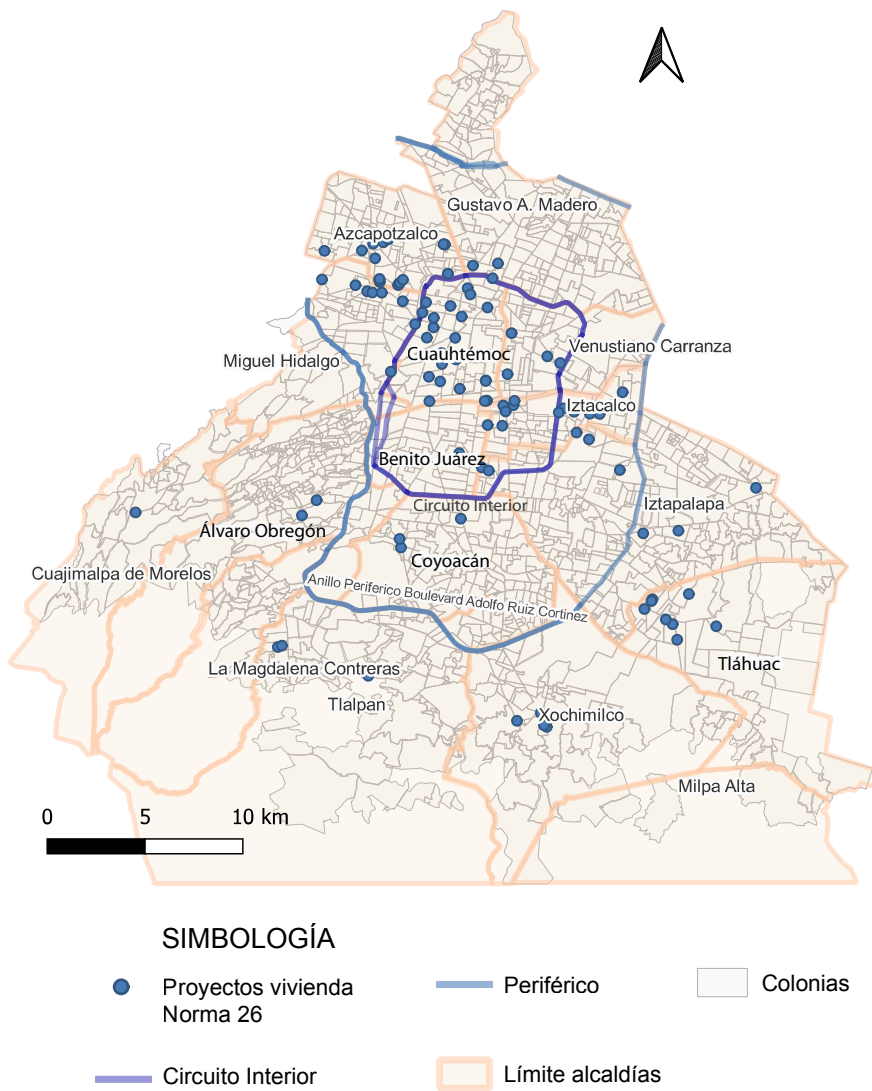 Gustavo A. Madero
Azcapotzalco
Venustiano Carranza
Miguel Hidalgo
Cuauhtémoc
Iztacalco
Benito Juárez
Iztapalapa
Circuito Interior
Álvaro Obregón
Coyoacán
Cuajimalpa de Morelos
Anillo Periferico Boulevard Adolfo Ruiz Cortinez
La Magdalena Contreras
Tláhuac
Tlalpan
Xochimilco
Milpa Alta
0 5 10 km
SIMBOLOGÍA
Proyectos vivienda
Norma 26
Periférico
Colonias
Circuito Interior
Límite alcaldías